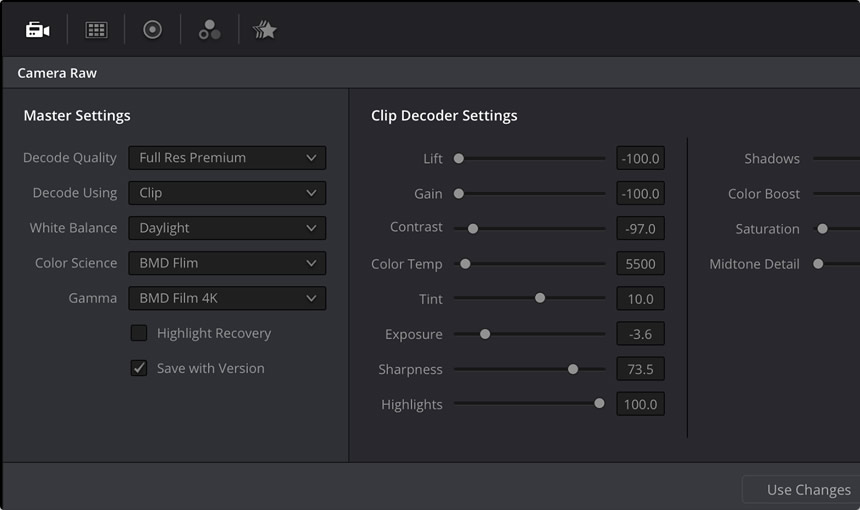 Camera Raw
Master Settings
Decode Quality Full Res Premium
Decode Using Clip
White Balance Daylight
Color Science BMD Flim
Gamma BMD Film 4K
Highlight Recovery
Save with Version
Clip Decoder Settings
Lift -100.0
Gain -100.0
Contrast -97.0
Color Temp 5500
Tint 10.0
Exposure -3.6
Sharpness 73.5
Highlights 100.0
Shadows
Color Boost
Saturation
Midtone Detail
Use Changes